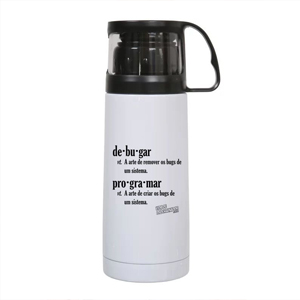 de·bu·gar
vt. A arte de remover os bugs de
um sistema.
pro·gra·mar
vt. A arte de criar os bugs de
um sistema.